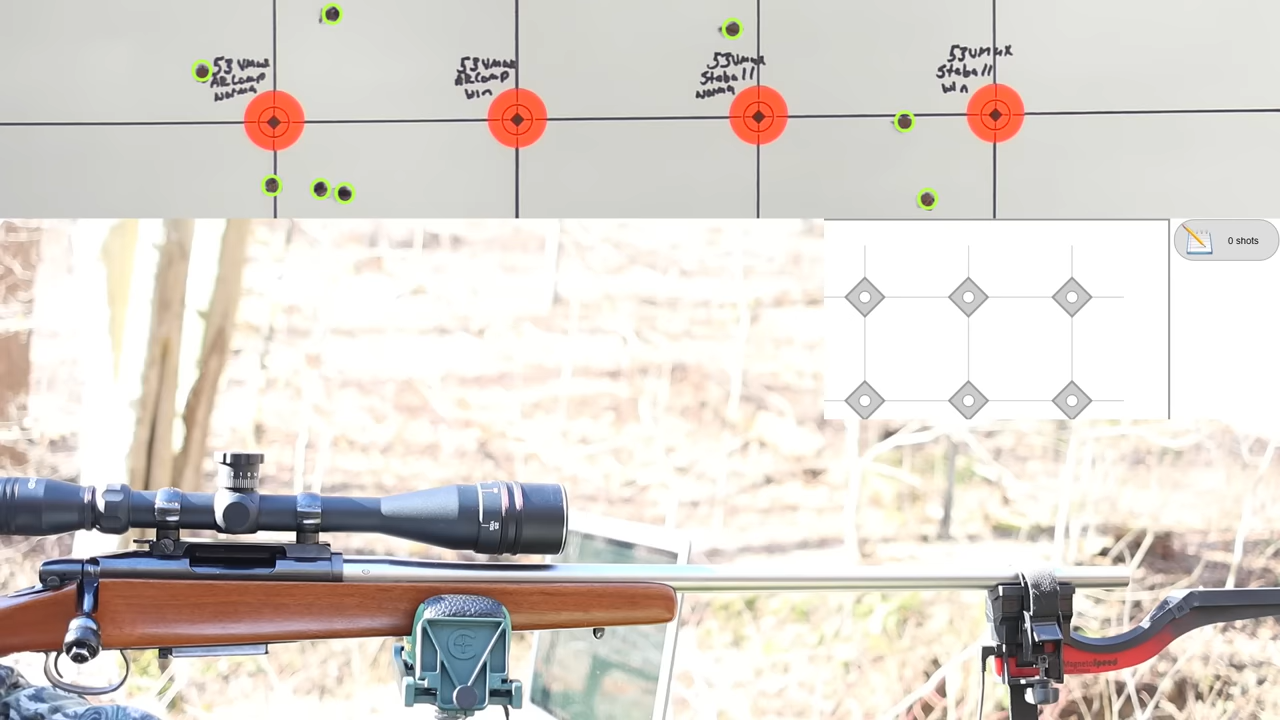 53 VMax
AR Comp
Norma
53 VMax
AR Comp
Win
53 VMax
Staball
Norma
53 VMax
Staball
Win
0 shots
MagnetoSpeed